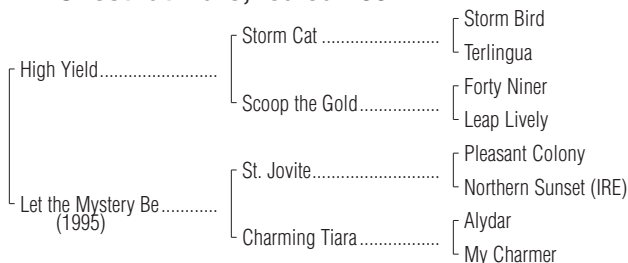 Storm Bird
Storm Cat
Terlingua
High Yield
Forty Niner
Scoop the Gold
Leap Lively
Pleasant Colony
St. Jovite
Northern Sunset (IRE)
Let the Mystery Be
(1995)
Alydar
Charming Tiara
My Charmer